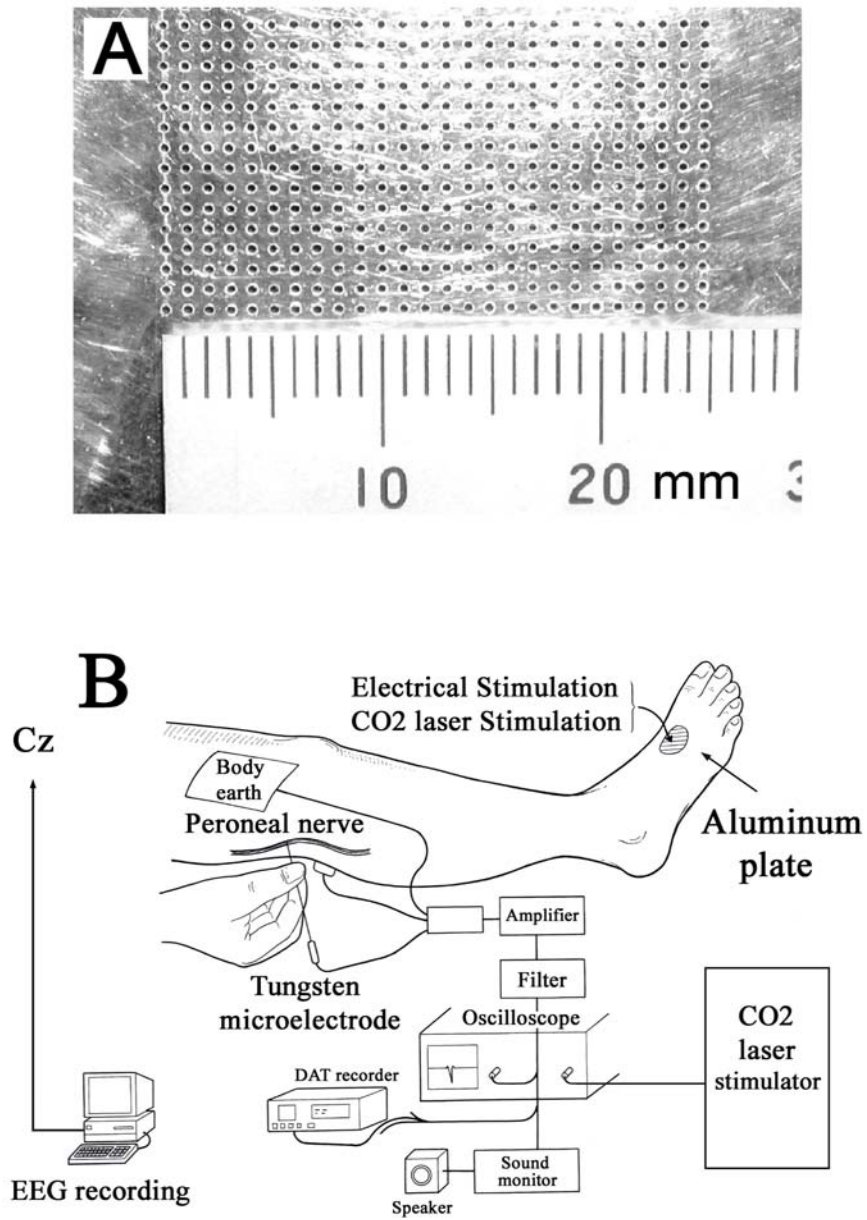 A
10 20 mm 3
B
Electrical Stimulation
CO2 laser Stimulation
Cz
Body
earth
Peroneal nerve
Aluminum
plate
Amplifier
Filter
Tungsten
microelectrode
Oscilloscope
CO2
laser
stimulator
DAT recorder
Sound
monitor
Speaker
EEG recording